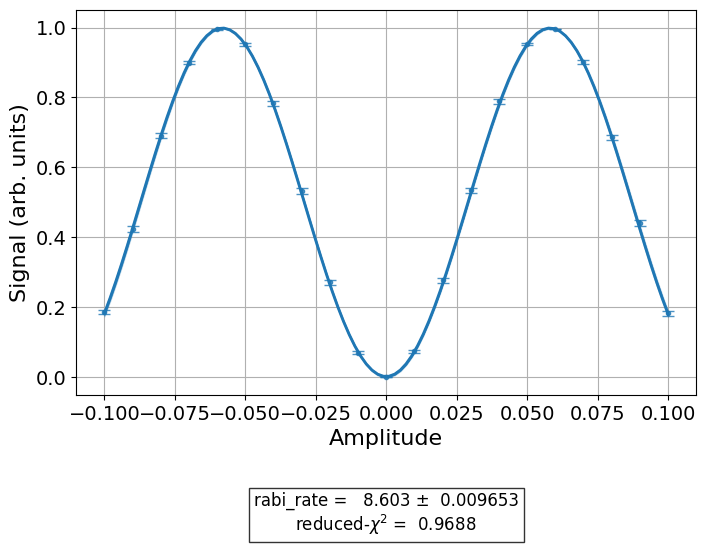 1.0
0.8
0.6
0.4
0.2
0.0
Signal (arb. units)
−0.100 −0.075 −0.050 −0.025 0.000 0.025 0.050 0.075 0.100
Amplitude
rabi_rate = 8.603 ± 0.009653
reduced-χ² = 0.9688